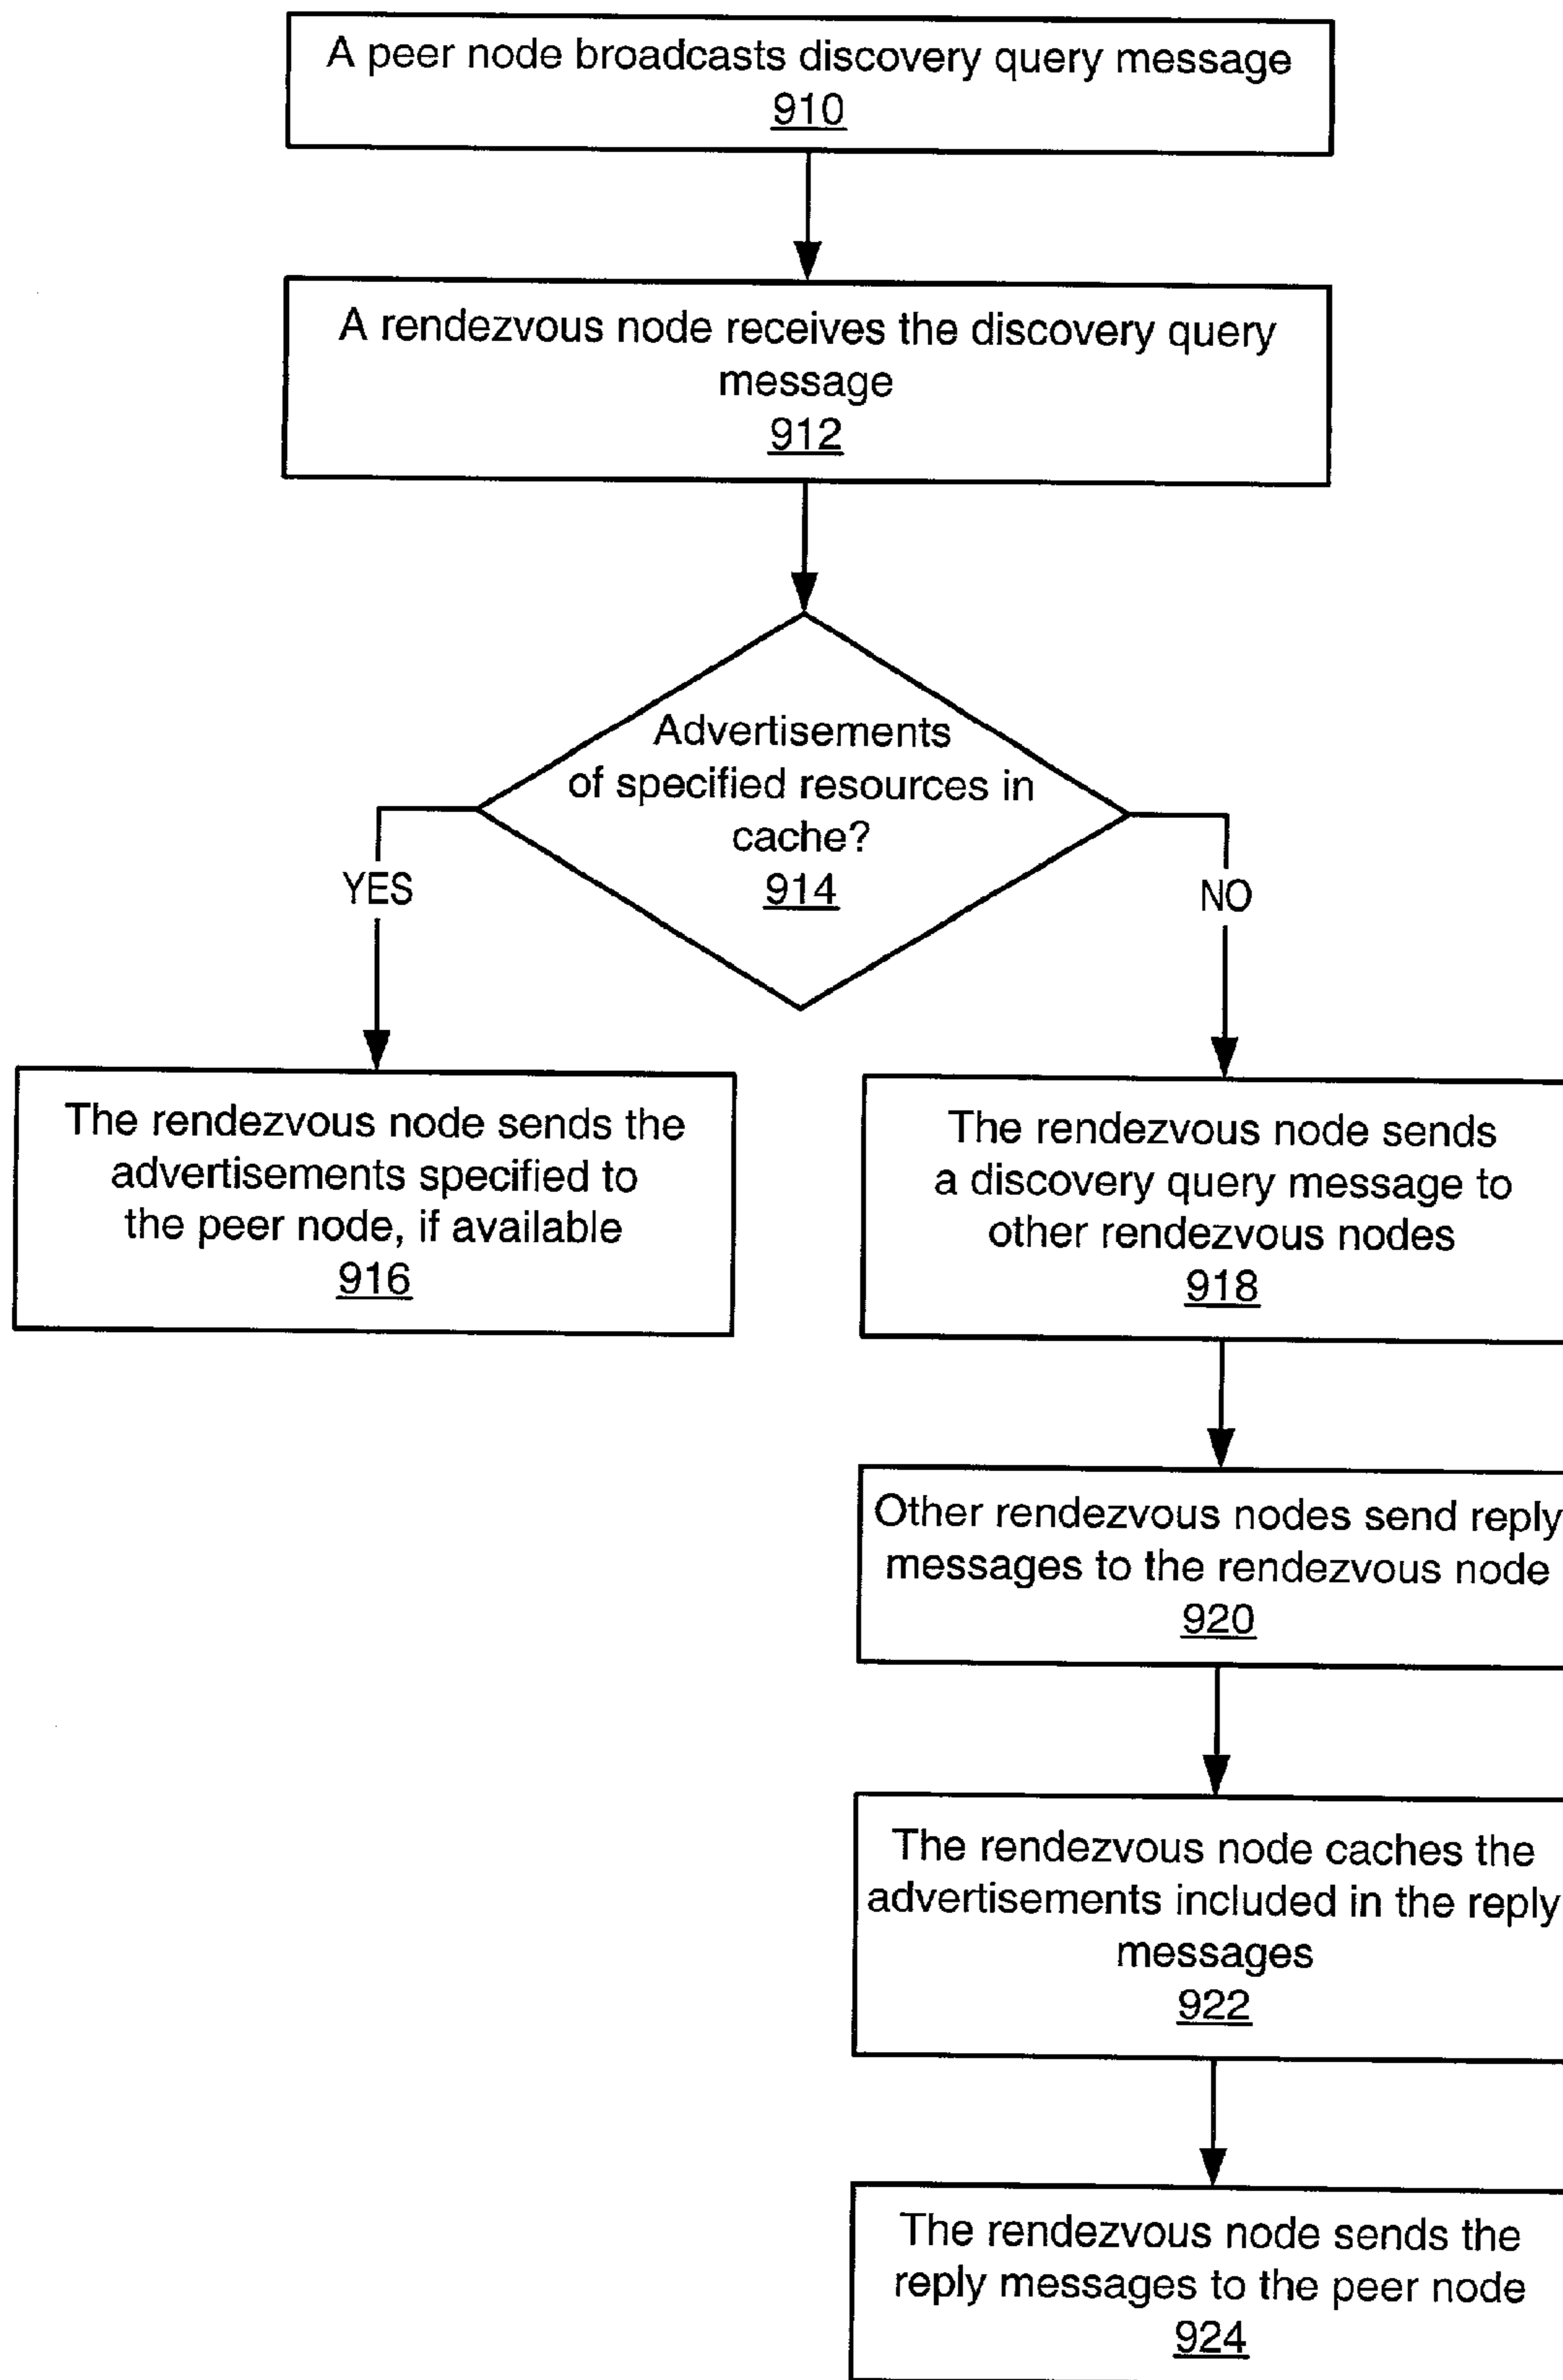 A peer node broadcasts discovery query message
910
A rendezvous node receives the discovery query
message
912
Advertisements
of specified resources in
cache?
914
YES
NO
The rendezvous node sends the
advertisements specified to
the peer node, if available
916
The rendezvous node sends
a discovery query message to
other rendezvous nodes
918
Other rendezvous nodes send reply
messages to the rendezvous node
920
The rendezvous node caches the
advertisements included in the reply
messages
922
The rendezvous node sends the
reply messages to the peer node
924